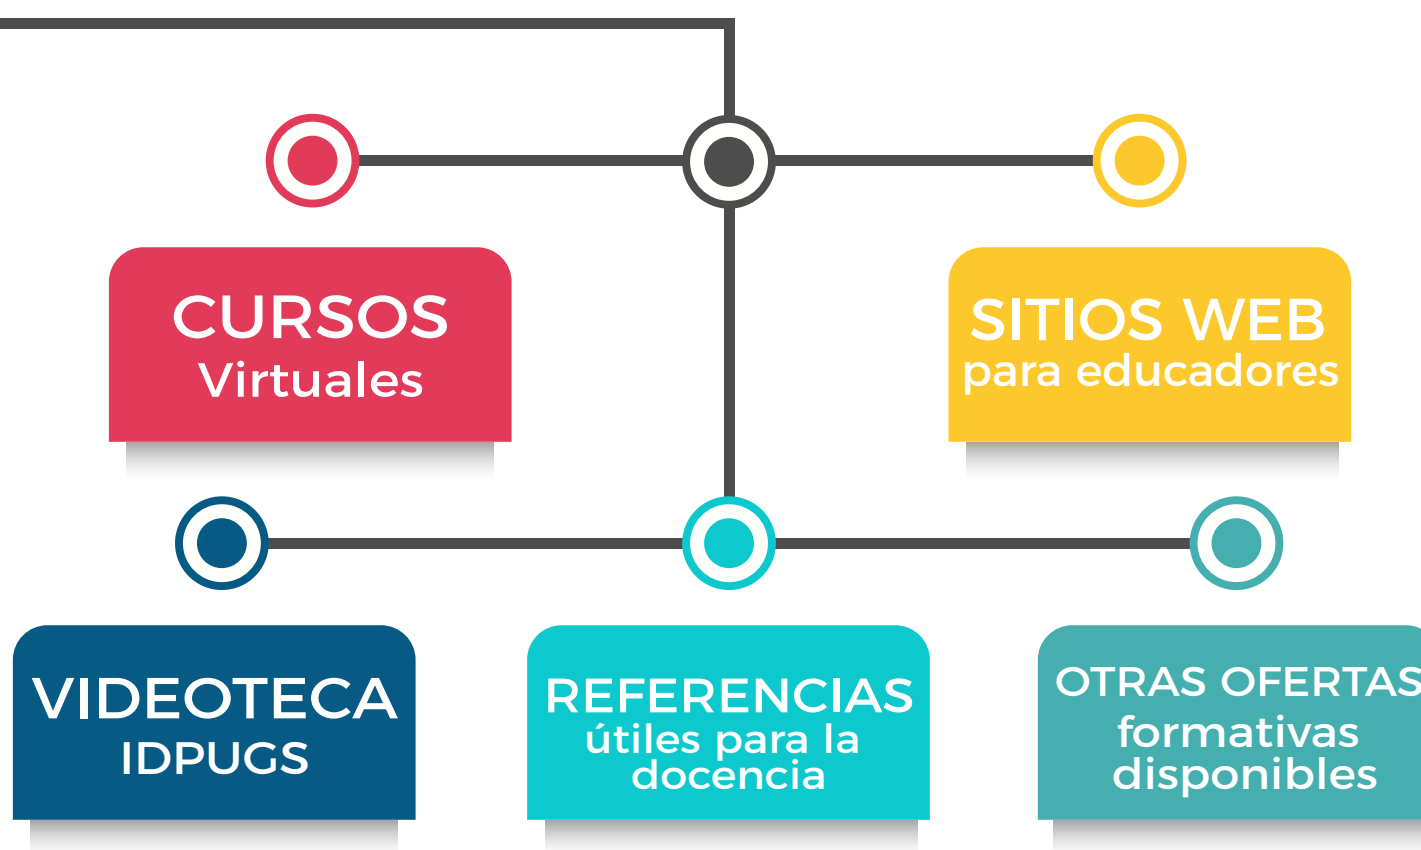 CURSOS
Virtuales
SITIOS WEB
para educadores
VIDEOTECA
IDPUGS
REFERENCIAS
útiles para la
docencia
OTRAS OFERTAS
formativas
disponibles